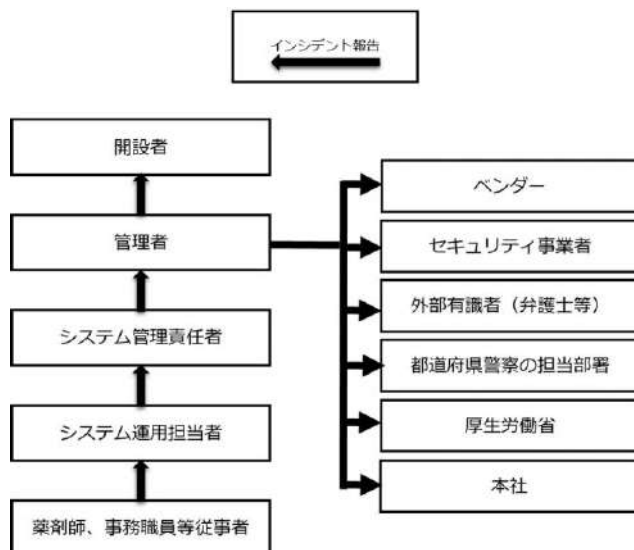 インシデント報告
開設者
管理者
システム管理責任者
システム運用担当者
薬剤師、事務職員等従事者
ベンダー
セキュリティ事業者
外部有識者（弁護士等）
都道府県警察の担当部署
厚生労働省
本社